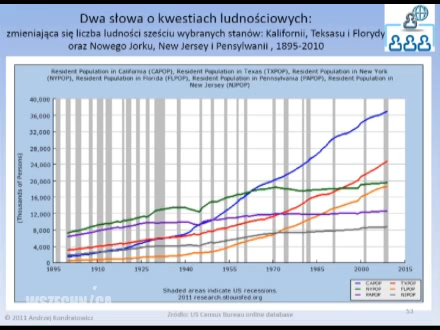 Dwa słowa o kwestiach ludnościowych:
zmieniająca się liczba ludności sześciu wybranych stanów: Kalifornii, Teksasu i Florydy
oraz Nowego Jorku, New Jersey i Pensylwanii , 1895-2010
Resident Population in California (CAPOP), Resident Population in Texas (TXPOP), Resident Population in New York
(NYPOP), Resident Population in Florida (FLPOP), Resident Population in Pennsylvania (PAPOP), Resident Population in
New Jersey (NJPOP)
(Thousands of Persons)
40,000
36,000
32,000
28,000
24,000
20,000
16,000
12,000
8,000
4,000
0
1895 1910 1925 1940 1955 1970 1985 2000 2015
Shaded areas indicate US recessions.
2011 research.stlouisfed.org
CAPOP TXPOP
NYPOP FLPOP
PAPOP NJPOP
© 2011 Andrzej Kondratowicz
Źródło: US Census Bureau online database
53